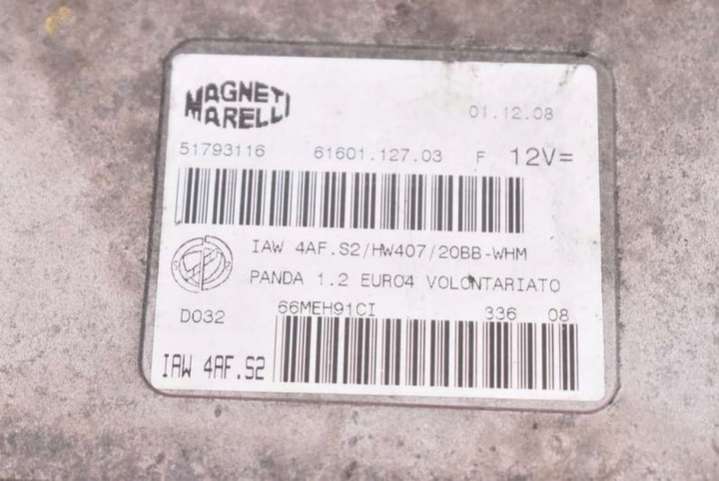 MAGNETI
MARELLI
01.12.08
51793116 61601.127.03 F 12V=
IAW 4AF.S2/HW407/20BB-WHM
PANDA 1.2 EURO4 VOLONTARIATO
D032 66MEH91CI 336 08
IAW 4AF.S2